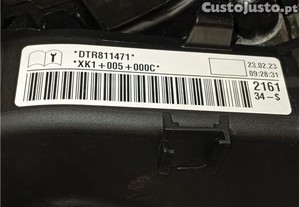 CustoJusto.pt
Y
*DTR811471*
*XK1+005+000C*
23.02.23
09:28:31
2161
34-S